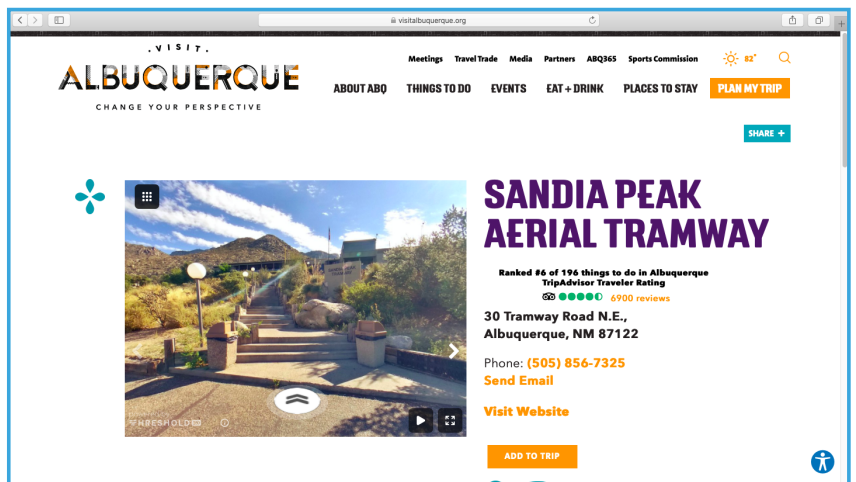 visitalbuquerque.org
· VISIT ·
ALBUQUERQUE
CHANGE YOUR PERSPECTIVE
Meetings Travel Trade Media Partners ABQ365 Sports Commission 82°
ABOUT ABQ THINGS TO DO EVENTS EAT + DRINK PLACES TO STAY PLAN MY TRIP
SHARE +
SANDIA PEAK
AERIAL TRAMWAY
Ranked #6 of 196 things to do in Albuquerque
TripAdvisor Traveler Rating
6900 reviews
30 Tramway Road N.E.,
Albuquerque, NM 87122
Phone: (505) 856-7325
Send Email
Visit Website
THRESHOLD 360
ADD TO TRIP